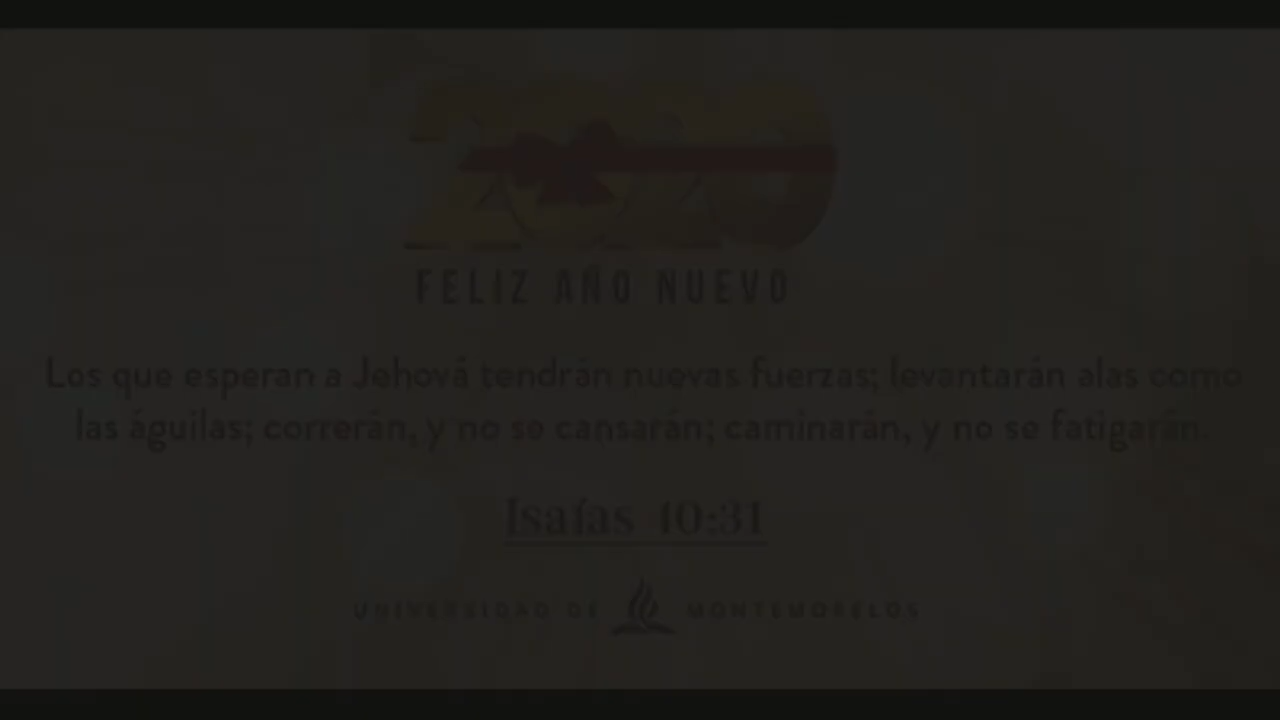 2020
FELIZ AÑO NUEVO
Los que esperan a Jehová tendrán nuevas fuerzas; levantarán alas como
las águilas; correrán, y no se cansarán; caminarán, y no se fatigarán.
Isaías 40:31
UNIVERSIDAD DE MONTEMORELOS